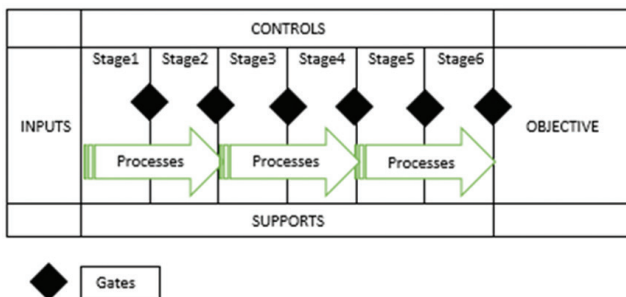 CONTROLS
Stage1 Stage2 Stage3 Stage4 Stage5 Stage6
INPUTS
OBJECTIVE
Processes Processes Processes
SUPPORTS
Gates